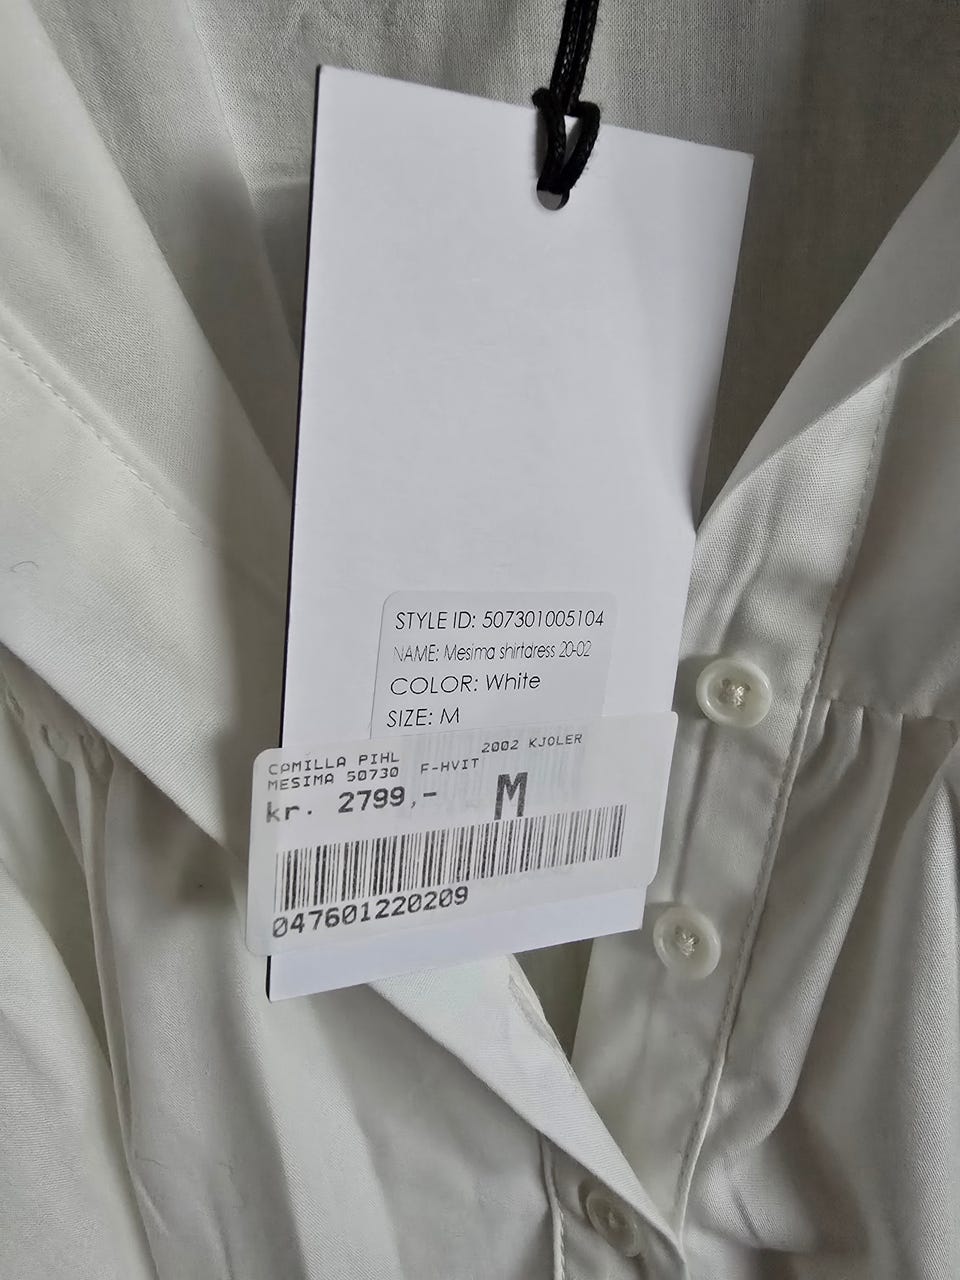 STYLE ID: 507301005104
NAME: Mesima shirtdress 20-02
COLOR: White
SIZE: M
CAMILLA PIHL
2002 KJOLER
MESIMA 50730 F-HVIT
kr. 2799,-
M
047601220209